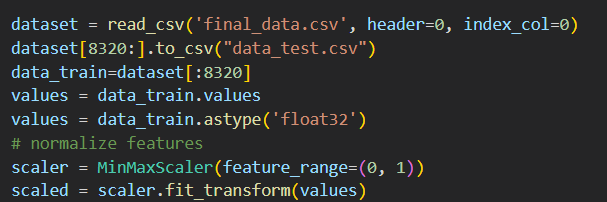 dataset = read_csv('final_data.csv', header=0, index_col=0)
dataset[8320:].to_csv("data_test.csv")
data_train=dataset[:8320]
values = data_train.values
values = data_train.astype('float32')
# normalize features
scaler = MinMaxScaler(feature_range=(0, 1))
scaled = scaler.fit_transform(values)